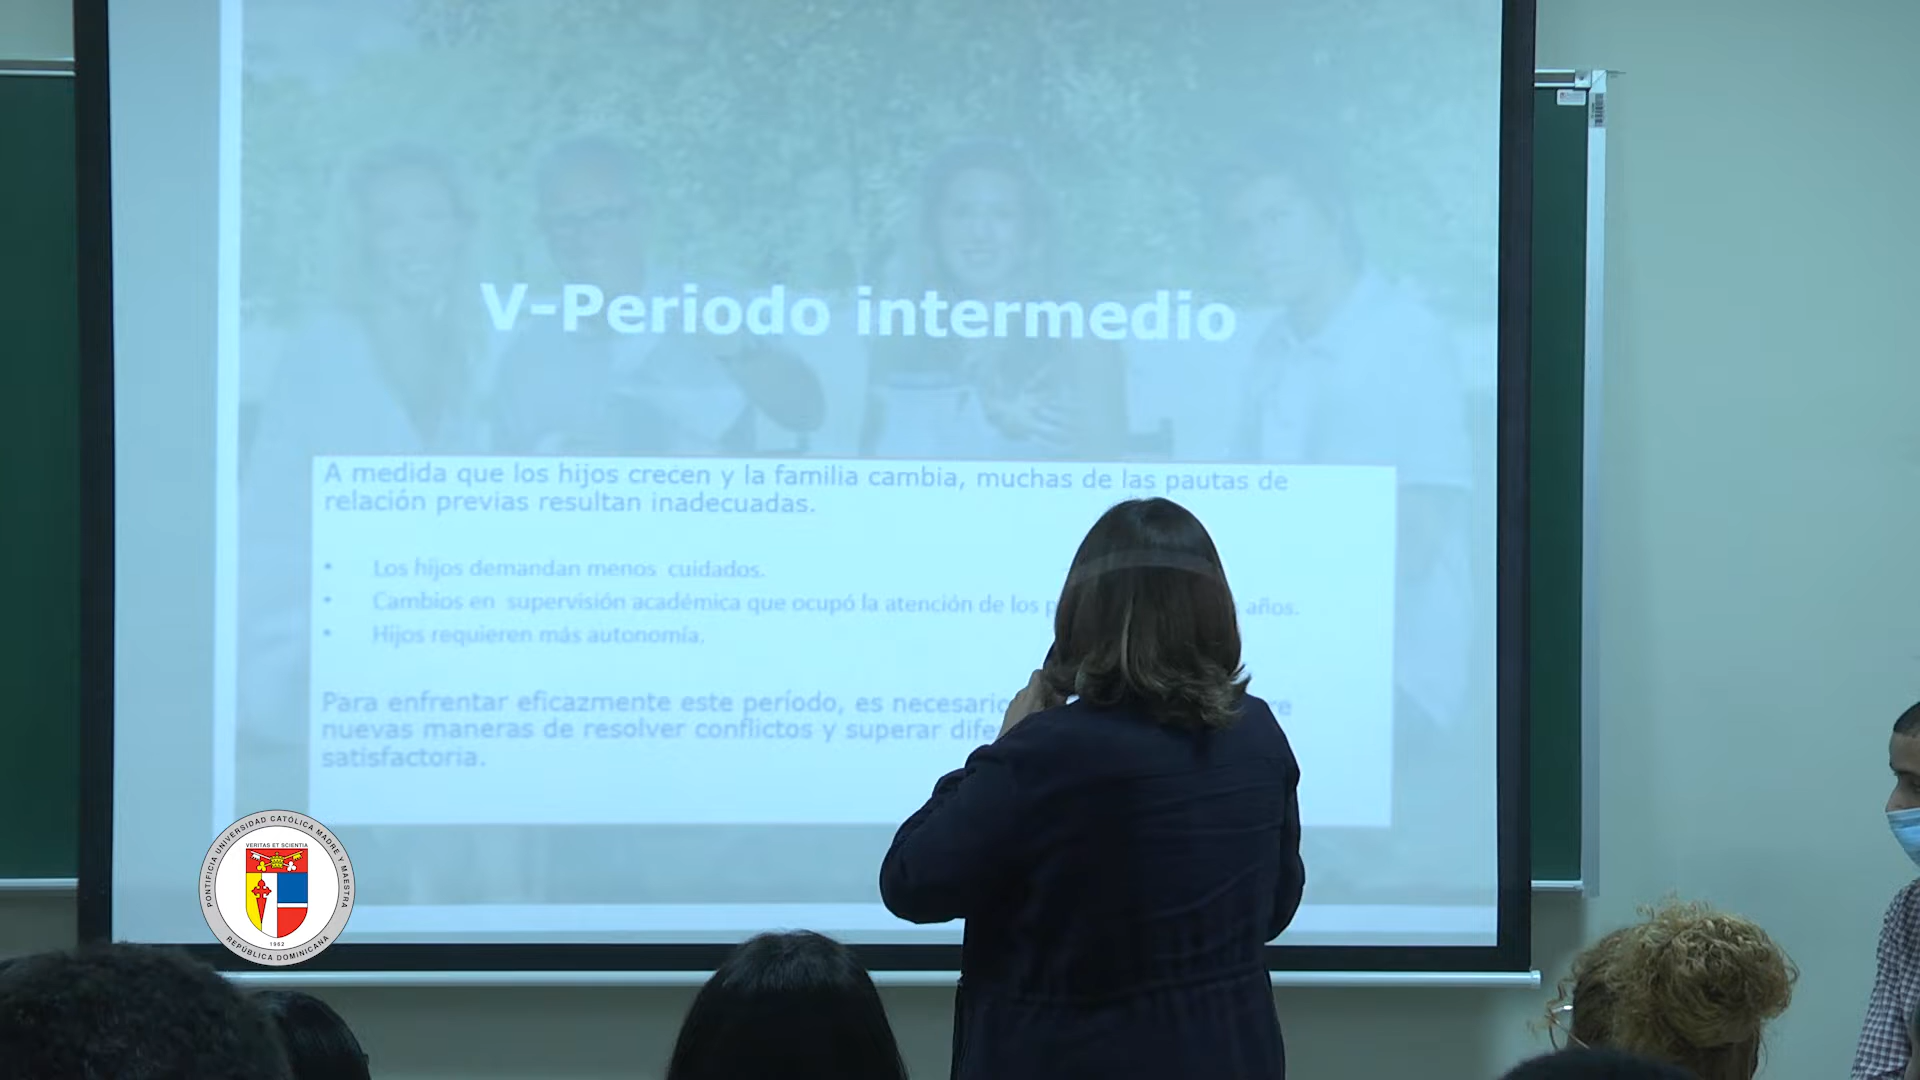 V-Periodo intermedio
A medida que los hijos crecen y la familia cambia, muchas de las pautas de
relación previas resultan inadecuadas.
• Los hijos demandan menos cuidados.
• Cambios en supervisión académica que ocupó la atención de los años.
• Hijos requieren más autonomía.
Para enfrentar eficazmente este período, es necesario
nuevas maneras de resolver conflictos y superar
satisfactoria.
PONTIFICIA UNIVERSIDAD CATÓLICA MADRE Y MAESTRA
VERITAS ET SCIENTIA
1962
REPÚBLICA DOMINICANA